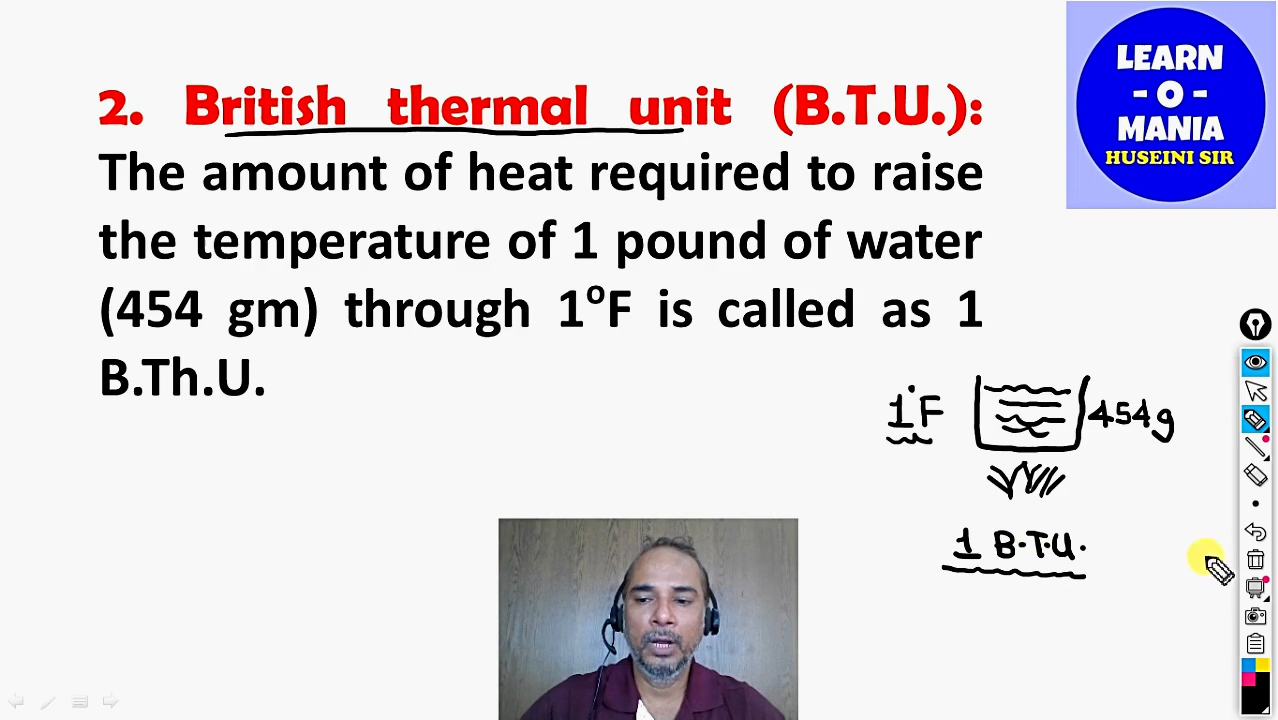 2. British thermal unit (B.T.U.):
The amount of heat required to raise
the temperature of 1 pound of water
(454 gm) through 1°F is called as 1
B.Th.U.
LEARN
- O -
MANIA
HUSEINI SIR
1°F
454g
1 B.T.U.